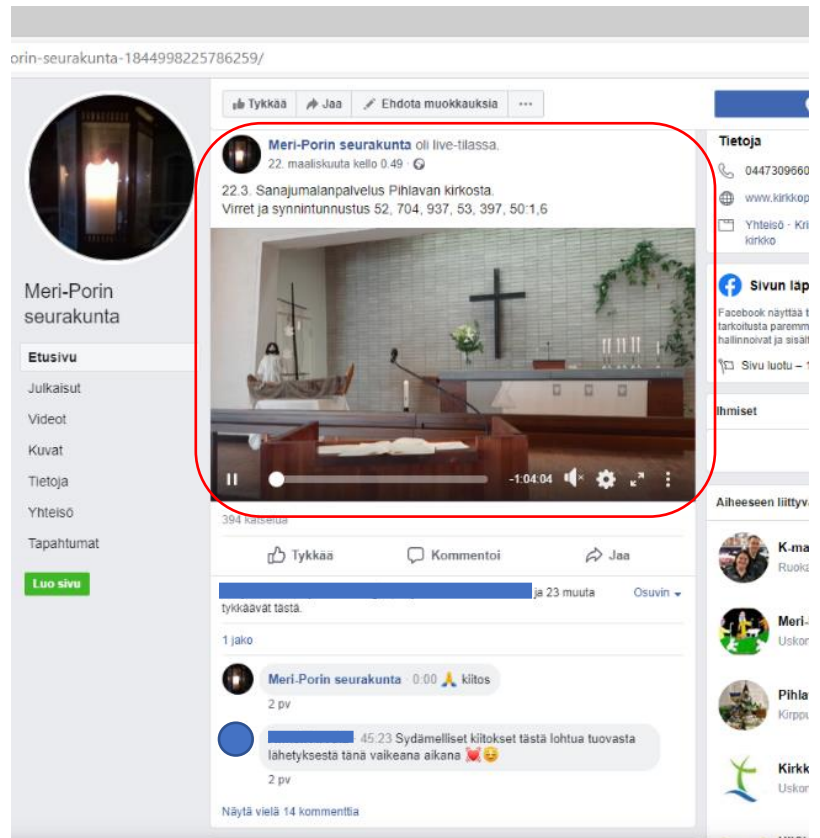 orin-seurakunta-1844998225786259/
Tykkää
Jaa
Ehdota muokkauksia
Meri-Porin
seurakunta
Etusivu
Julkaisut
Videot
Kuvat
Tietoja
Yhteisö
Tapahtumat
Luo sivu
Meri-Porin seurakunta oli live-tilassa.
22. maaliskuuta kello 0.49 ·
22.3. Sanajumalanpalvelus Pihlavan kirkosta.
Virret ja synnintunnustus 52, 704, 937, 53, 397, 50:1,6
-1:04:04
394 katselua
Tykkää
Kommentoi
Jaa
ja 23 muuta
Osuvin
tykkäävät tästä.
1 jako
Meri-Porin seurakunta · 0:00 🙏 kiitos
2 pv
45:23 Sydämelliset kiitokset tästä lohtua tuovasta
lähetyksestä tänä vaikeana aikana
2 pv
Näytä vielä 14 kommenttia
Tietoja
0447309660
www.kirkkop
Yhteisö · Kri
kirkko
Sivun läp
Facebook näyttää t
tarkoitusta paremm
hallinnoivat ja sisält
Sivu luotu – 1
Ihmiset
Aiheeseen liittyv
K-ma
Ruoka
Meri-
Uskon
Pihla
Kirppu
Kirkk
Uskon